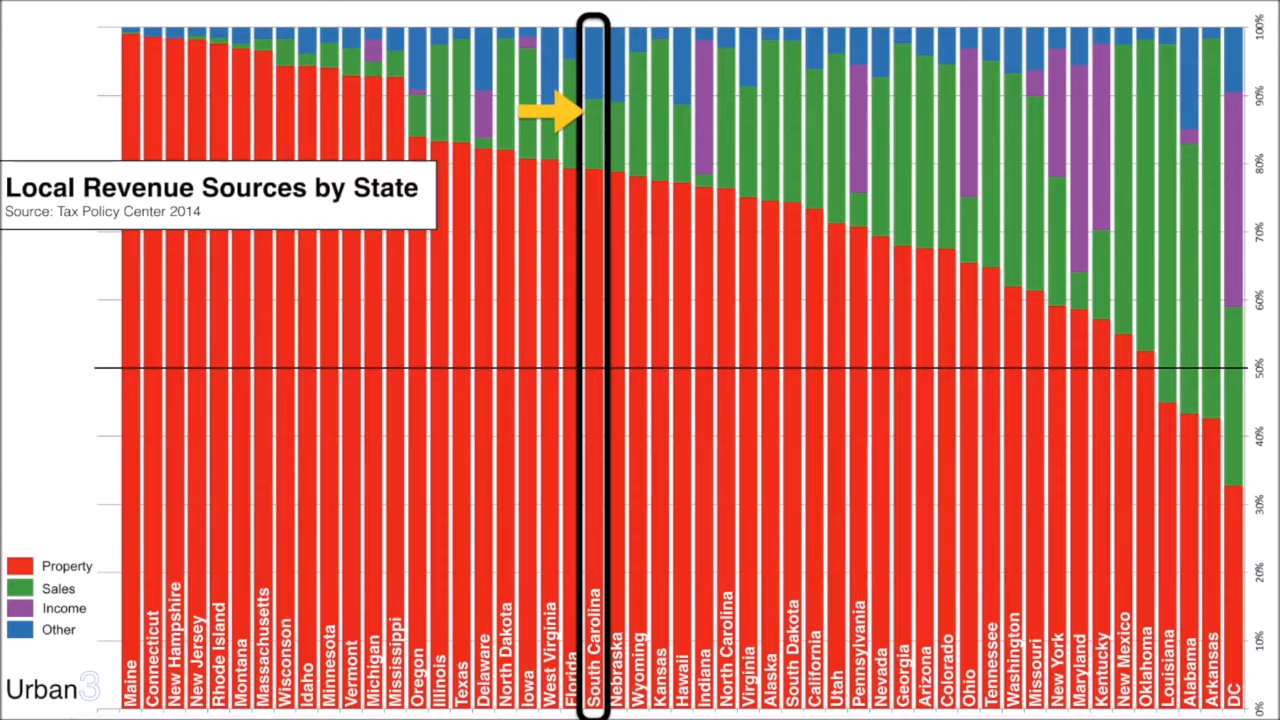 Local Revenue Sources by State
Source: Tax Policy Center 2014
100%
90%
80%
70%
60%
50%
40%
30%
20%
10%
0%
Property
Sales
Income
Other
Urban3
Maine
Connecticut
New Hampshire
New Jersey
Rhode Island
Montana
Massachusetts
Wisconson
Idaho
Minnesota
Vermont
Michigan
Mississippi
Oregon
Illinois
Texas
Delaware
North Dakota
Iowa
West Virginia
Florida
South Carolina
Nebraska
Wyoming
Kansas
Hawaii
Indiana
North Carolina
Virginia
Alaska
South Dakota
California
Utah
Pennsylvania
Nevada
Georgia
Arizona
Colorado
Ohio
Tennessee
Washington
Missouri
New York
Maryland
Kentucky
New Mexico
Oklahoma
Louisiana
Alabama
Arkansas
DC